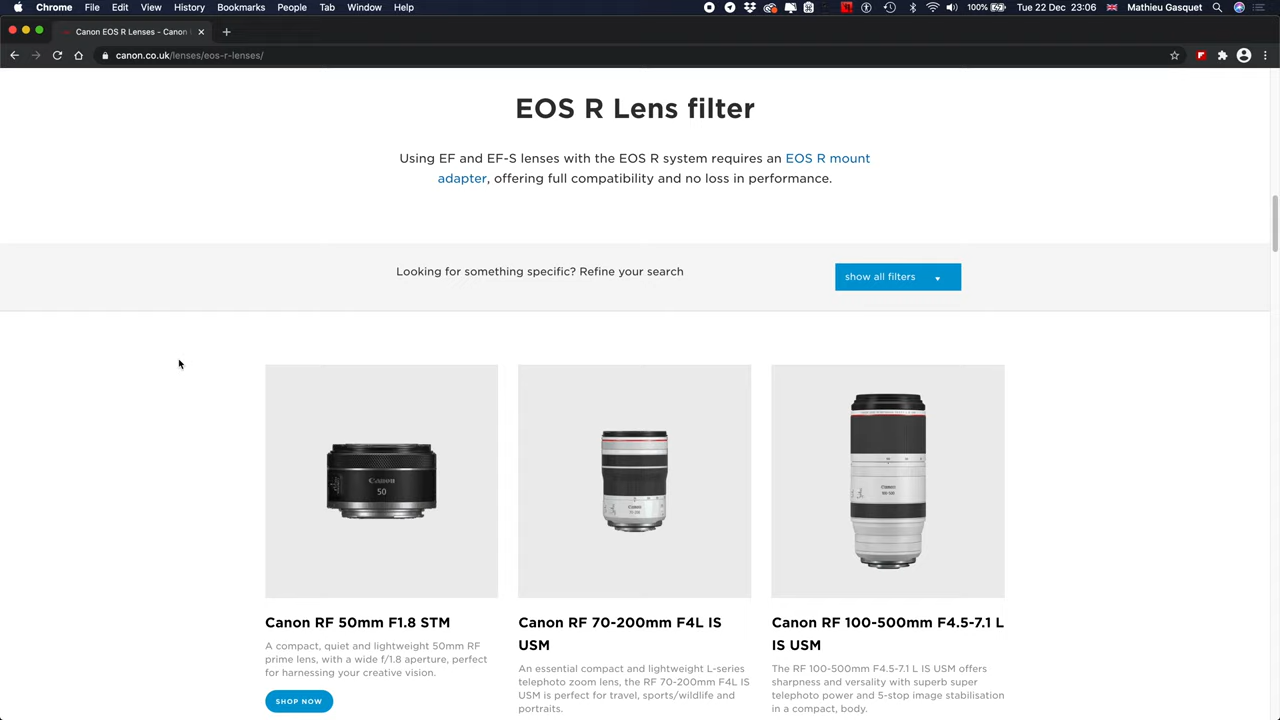 Chrome File Edit View History Bookmarks People Tab Window Help 100% Tue 22 Dec 23:06 Mathieu Gasquet
Canon EOS R Lenses - Canon
canon.co.uk/lenses/eos-r-lenses/
EOS R Lens filter
Using EF and EF-S lenses with the EOS R system requires an EOS R mount
adapter, offering full compatibility and no loss in performance.
Looking for something specific? Refine your search
show all filters
Canon
50
Canon
Canon
Canon RF 50mm F1.8 STM
A compact, quiet and lightweight 50mm RF
prime lens, with a wide f/1.8 aperture, perfect
for harnessing your creative vision.
SHOP NOW
Canon RF 70-200mm F4L IS
USM
An essential compact and lightweight L-series
telephoto zoom lens, the RF 70-200mm F4L IS
USM is perfect for travel, sports/wildlife and
portraits.
Canon RF 100-500mm F4.5-7.1 L
IS USM
The RF 100-500mm F4.5-7.1 L IS USM offers
sharpness and versality with superb super
telephoto power and 5-stop image stabilisation
in a compact, body.